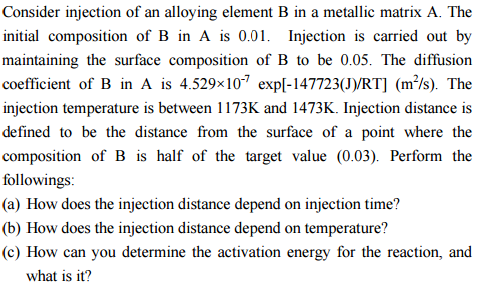 Consider injection of an alloying element B in a metallic matrix A. The
initial composition of B in A is 0.01. Injection is carried out by
maintaining the surface composition of B to be 0.05. The diffusion
coefficient of B in A is 4.529×10⁻⁷ exp[-147723(J)/RT] (m²/s). The
injection temperature is between 1173K and 1473K. Injection distance is
defined to be the distance from the surface of a point where the
composition of B is half of the target value (0.03). Perform the
followings:
(a) How does the injection distance depend on injection time?
(b) How does the injection distance depend on temperature?
(c) How can you determine the activation energy for the reaction, and
what is it?